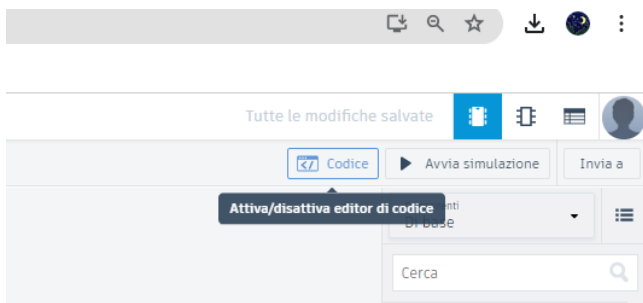 Tutte le modifiche salvate
Codice
Avvia simulazione
Invia a
Attiva/disattiva editor di codice
Di base
Cerca